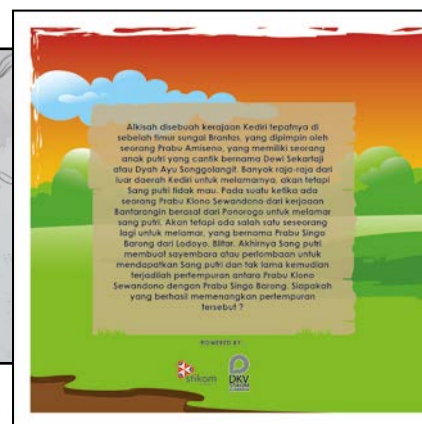 Alkisah disebuah kerajaan Kediri tepatnya di
sebelah timur sungai Brantas, yang dipimpin oleh
seorang Prabu Amiseno, yang memiliki seorang
anak putri yang cantik bernama Dewi Sekartaji
atau Dyah Ayu Songgolangit. Banyak raja-raja dari
luar daerah Kediri untuk melamarnya, akan tetapi
Sang putri tidak mau. Pada suatu ketika ada
seorang Prabu Klono Sewandono dari kerjaaan
Bantarangin berasal dari Ponorogo untuk melamar
sang putri. Akan tetapi ada salah satu seseorang
lagi untuk melamar, yang bernama Prabu Singo
Barong dari Lodoyo, Blitar. Akhirnya Sang putri
membuat sayembara atau perlombaan untuk
mendapatkan Sang putri dan tak lama kemudian
terjadilah pertempuran antara Prabu Klono
Sewandono dengan Prabu Singo Barong. Siapakah
yang berhasil memenangkan pertempuran
tersebut ?
POWERED BY
stikom
DKV